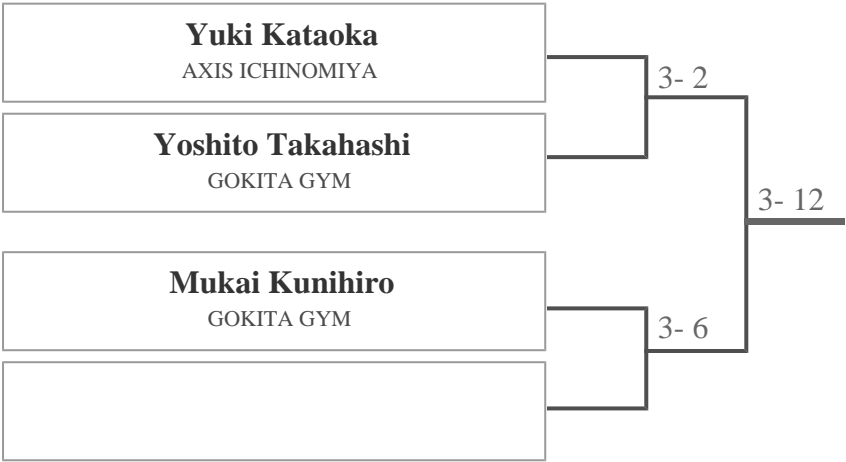 Yuki Kataoka
AXIS ICHINOMIYA
3- 2
Yoshito Takahashi
GOKITA GYM
3- 12
Mukai Kunihiro
GOKITA GYM
3- 6